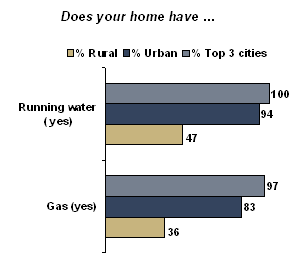 Does your home have ...
% Rural % Urban % Top 3 cities
Running water
(yes)
100
94
47
Gas (yes)
97
83
36